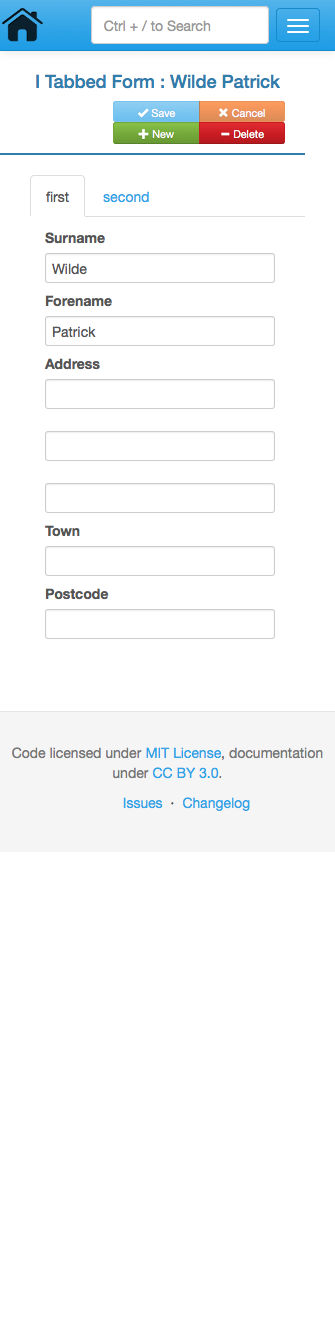 Ctrl + / to Search
I Tabbed Form : Wilde Patrick
Save Cancel
New Delete
first second
Surname
Wilde
Forename
Patrick
Address
Town
Postcode
Code licensed under MIT License, documentation
under CC BY 3.0.
Issues · Changelog